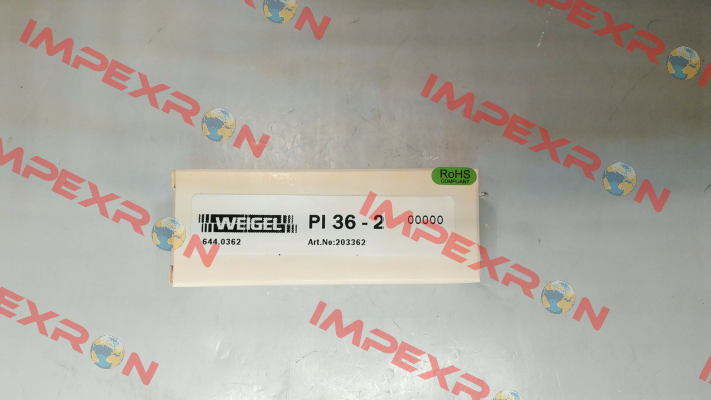 IMPEXRON
IMPEXRON
IMPEXRON
IMPEXRON
RoHS
COMPLIANT
WEIGEL PI 36 - 2 00000
644.0362 Art.No:203362
IMPEXRON
IMPEXRON
IMPEXRON
IMPEXRON